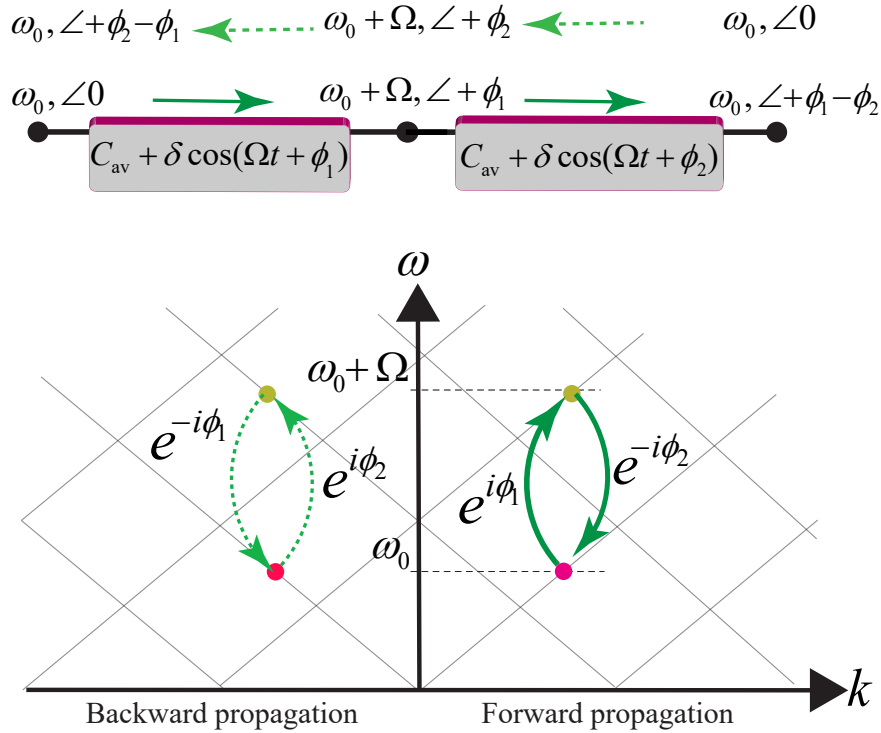 ω₀, ∠+ϕ₂−ϕ₁ ω₀ + Ω, ∠ + ϕ₂ ω₀, ∠0
ω₀, ∠0 ω₀ + Ω, ∠ + ϕ₁ ω₀, ∠+ϕ₁−ϕ₂
C_av + δ cos(Ωt + ϕ₁) C_av + δ cos(Ωt + ϕ₂)
ω
ω₀ + Ω
e^{−iϕ₁} e^{iϕ₂} e^{iϕ₁} e^{−iϕ₂}
ω₀
k
Backward propagation Forward propagation